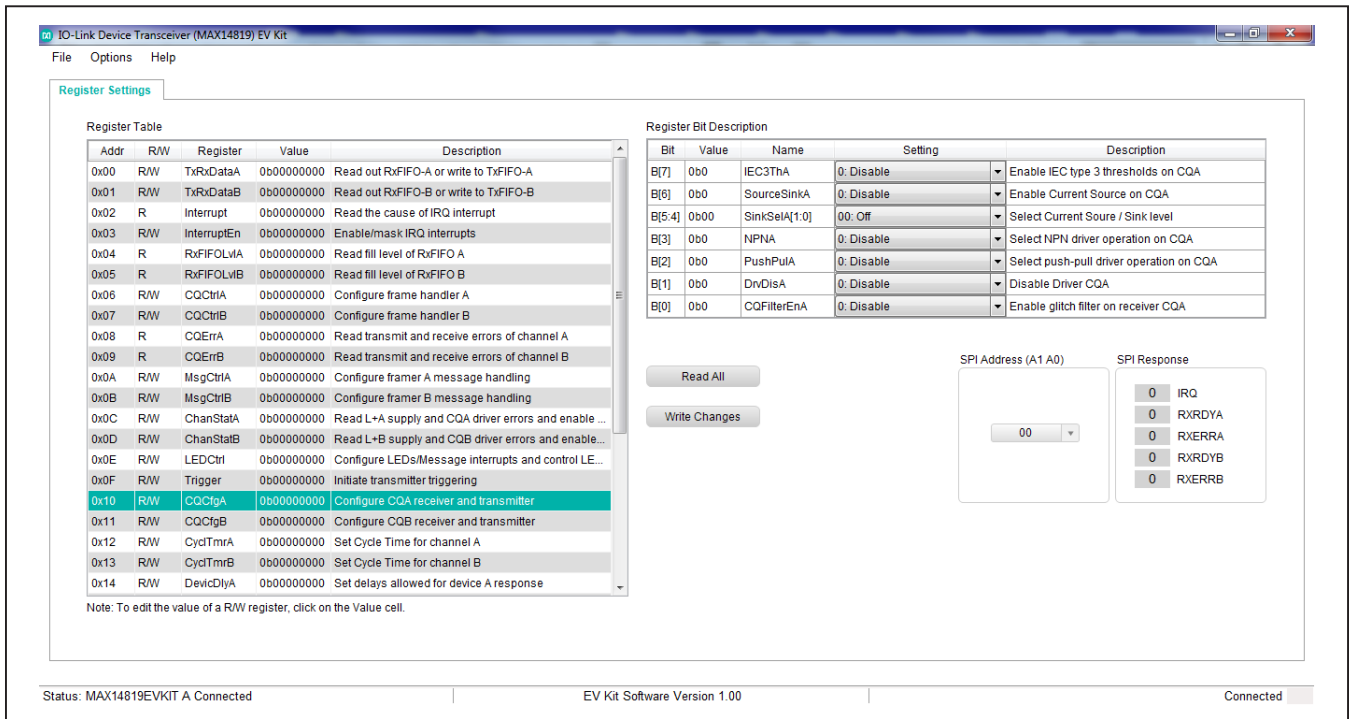 IO-Link Device Transceiver (MAX14819) EV Kit
File Options Help
Register Settings
Register Table
Addr R/W Register Value Description
0x00 R/W TxRxDataA 0b00000000 Read out RxFIFO-A or write to TxFIFO-A
0x01 R/W TxRxDataB 0b00000000 Read out RxFIFO-B or write to TxFIFO-B
0x02 R Interrupt 0b00000000 Read the cause of IRQ interrupt
0x03 R/W InterruptEn 0b00000000 Enable/mask IRQ interrupts
0x04 R RxFIFOLvlA 0b00000000 Read fill level of RxFIFO A
0x05 R RxFIFOLvlB 0b00000000 Read fill level of RxFIFO B
0x06 R/W CQCtrlA 0b00000000 Configure frame handler A
0x07 R/W CQCtrlB 0b00000000 Configure frame handler B
0x08 R CQErrA 0b00000000 Read transmit and receive errors of channel A
0x09 R CQErrB 0b00000000 Read transmit and receive errors of channel B
0x0A R/W MsgCtrlA 0b00000000 Configure framer A message handling
0x0B R/W MsgCtrlB 0b00000000 Configure framer B message handling
0x0C R/W ChanStatA 0b00000000 Read L+A supply and CQA driver errors and enable ...
0x0D R/W ChanStatB 0b00000000 Read L+B supply and CQB driver errors and enable...
0x0E R/W LEDCtrl 0b00000000 Configure LEDs/Message interrupts and control LE...
0x0F R/W Trigger 0b00000000 Initiate transmitter triggering
0x10 R/W CQCfgA 0b00000000 Configure CQA receiver and transmitter
0x11 R/W CQCfgB 0b00000000 Configure CQB receiver and transmitter
0x12 R/W CyclTmrA 0b00000000 Set Cycle Time for channel A
0x13 R/W CyclTmrB 0b00000000 Set Cycle Time for channel B
0x14 R/W DevicDlyA 0b00000000 Set delays allowed for device A response
Note: To edit the value of a R/W register, click on the Value cell.
Register Bit Description
Bit Value Name Setting Description
B[7] 0b0 IEC3ThA 0: Disable Enable IEC type 3 thresholds on CQA
B[6] 0b0 SourceSinkA 0: Disable Enable Current Source on CQA
B[5:4] 0b00 SinkSelA[1:0] 00: Off Select Current Soure / Sink level
B[3] 0b0 NPNA 0: Disable Select NPN driver operation on CQA
B[2] 0b0 PushPulA 0: Disable Select push-pull driver operation on CQA
B[1] 0b0 DrvDisA 0: Disable Disable Driver CQA
B[0] 0b0 CQFilterEnA 0: Disable Enable glitch filter on receiver CQA
Read All
Write Changes
SPI Address (A1 A0)
00
SPI Response
0 IRQ
0 RXRDYA
0 RXERRA
0 RXRDYB
0 RXERRB
Status: MAX14819EVKIT A Connected EV Kit Software Version 1.00 Connected